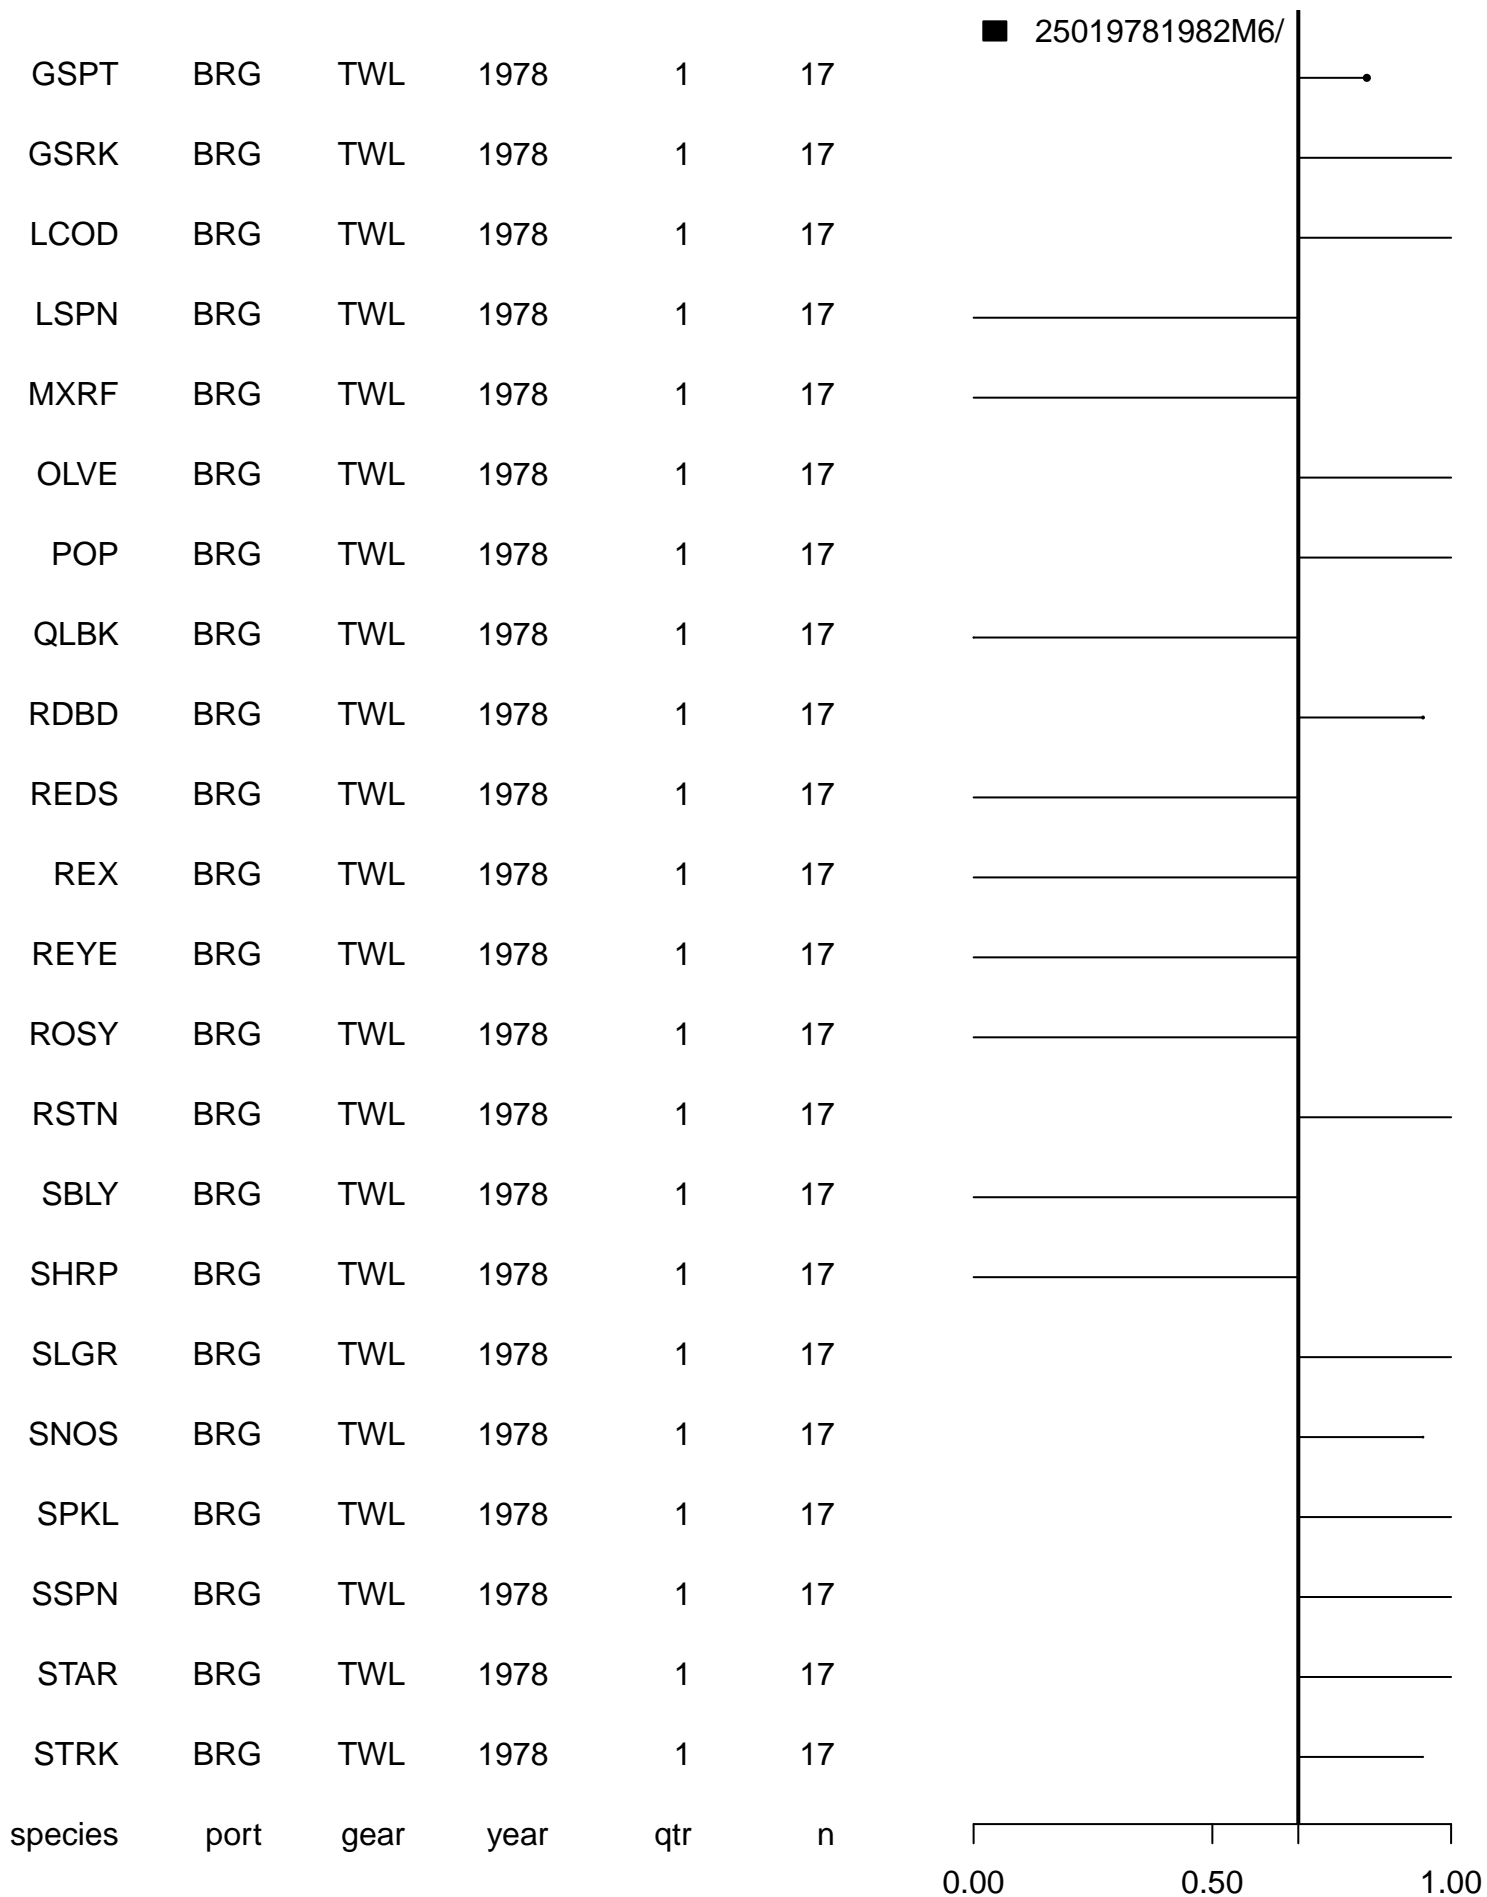 25019781982M6/
GSPT BRG TWL 1978 1 17
GSRK BRG TWL 1978 1 17
LCOD BRG TWL 1978 1 17
LSPN BRG TWL 1978 1 17
MXRF BRG TWL 1978 1 17
OLVE BRG TWL 1978 1 17
POP BRG TWL 1978 1 17
QLBK BRG TWL 1978 1 17
RDBD BRG TWL 1978 1 17
REDS BRG TWL 1978 1 17
REX BRG TWL 1978 1 17
REYE BRG TWL 1978 1 17
ROSY BRG TWL 1978 1 17
RSTN BRG TWL 1978 1 17
SBLY BRG TWL 1978 1 17
SHRP BRG TWL 1978 1 17
SLGR BRG TWL 1978 1 17
SNOS BRG TWL 1978 1 17
SPKL BRG TWL 1978 1 17
SSPN BRG TWL 1978 1 17
STAR BRG TWL 1978 1 17
STRK BRG TWL 1978 1 17
species port gear year qtr n
0.00 0.50 1.00